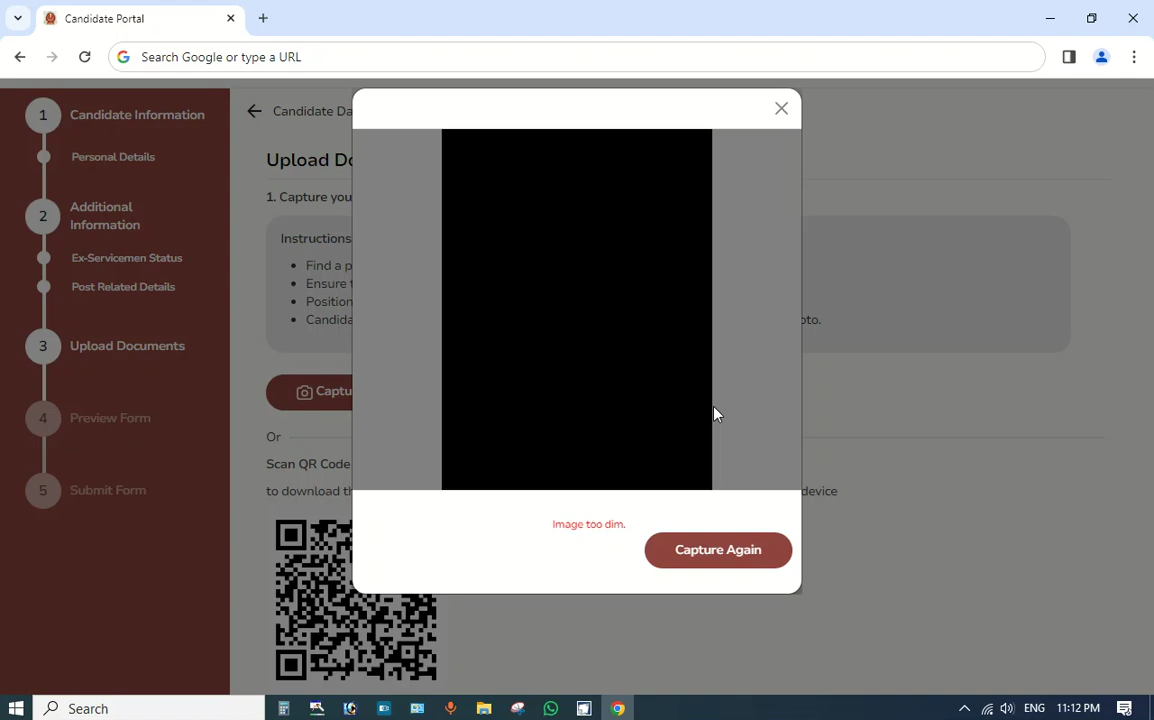 Candidate Portal
Search Google or type a URL
1 Candidate Information
Personal Details
2 Additional
Information
Ex-Servicemen Status
Post Related Details
3 Upload Documents
4 Preview Form
5 Submit Form
Candidate Da
Upload Do
1. Capture you
Instructions
Find a p
Ensure t
Position
Candida
oto.
Captu
Or
Scan QR Code
to download th
device
Image too dim.
Capture Again
Search
ENG
11:12 PM